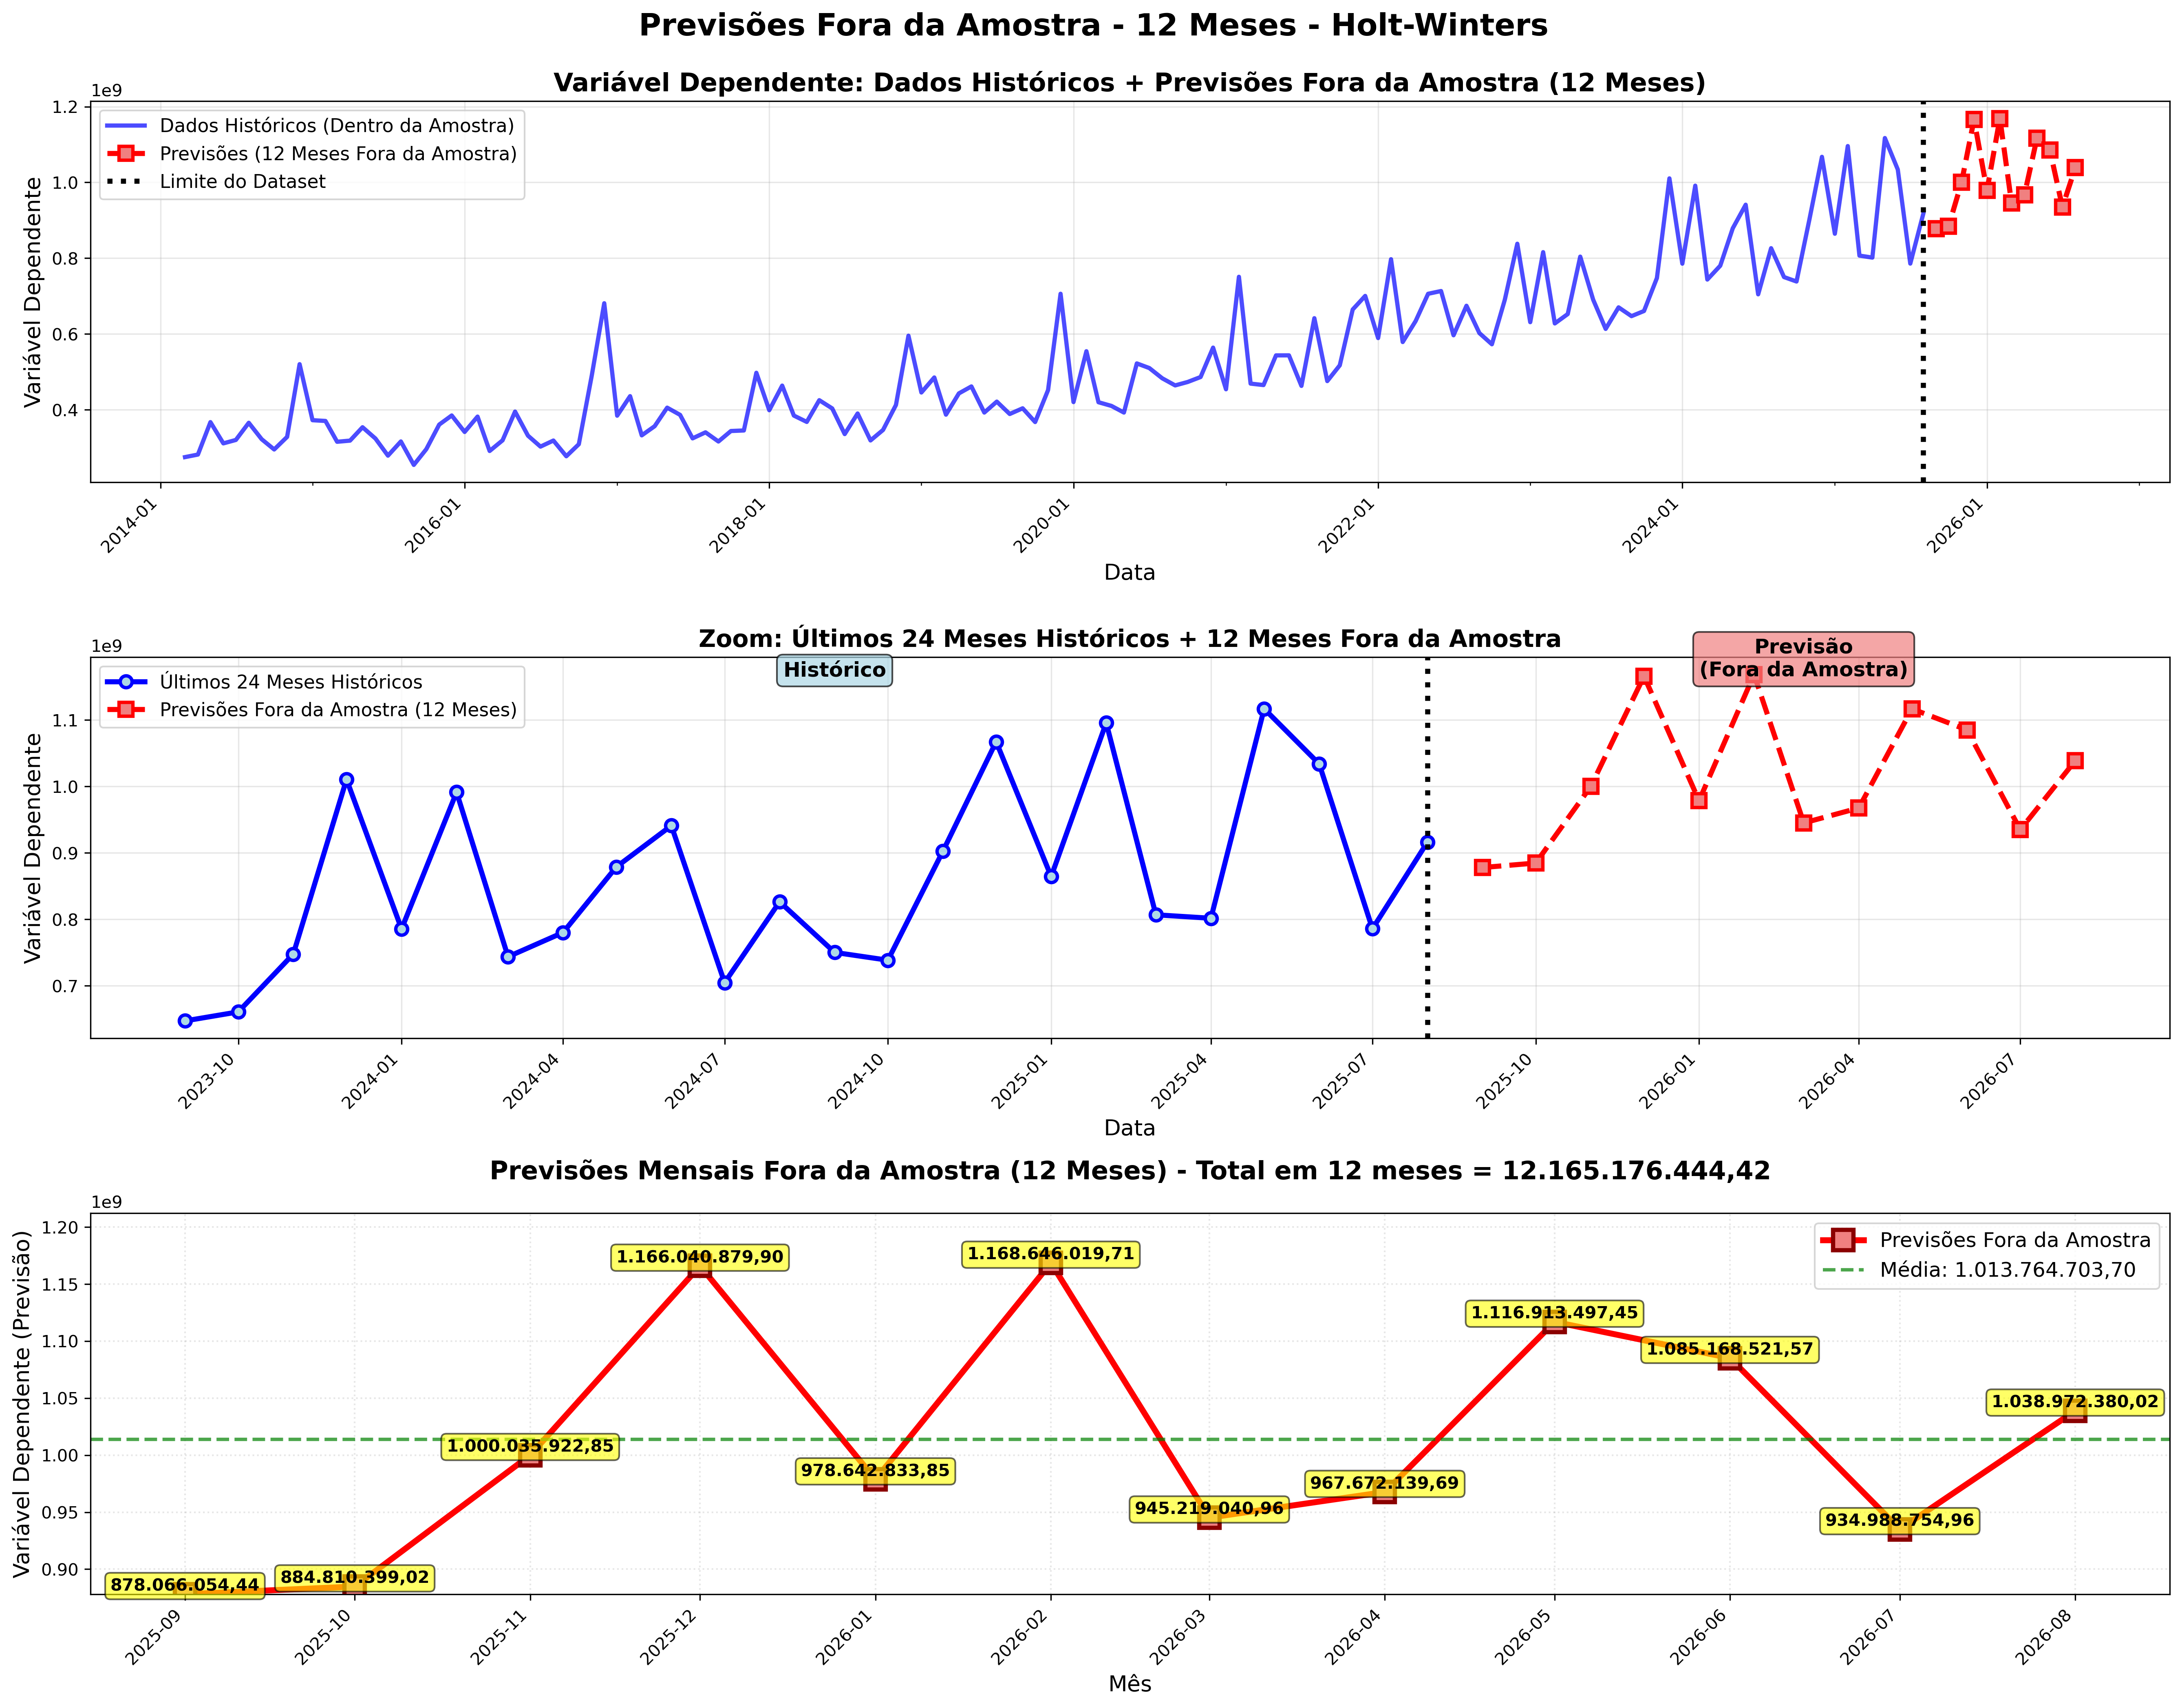 Previsões Fora da Amostra - 12 Meses - Holt-Winters
Variável Dependente: Dados Históricos + Previsões Fora da Amostra (12 Meses)
1e9
Dados Históricos (Dentro da Amostra)
Previsões (12 Meses Fora da Amostra)
Limite do Dataset
Variável Dependente
1.2
1.0
0.8
0.6
0.4
2014-01
2016-01
2018-01
2020-01
2022-01
2024-01
2026-01
Data
Zoom: Últimos 24 Meses Históricos + 12 Meses Fora da Amostra
1e9
Últimos 24 Meses Históricos
Previsões Fora da Amostra (12 Meses)
Histórico
Previsão
(Fora da Amostra)
Variável Dependente
1.1
1.0
0.9
0.8
0.7
2023-10
2024-01
2024-04
2024-07
2024-10
2025-01
2025-04
2025-07
2025-10
2026-01
2026-04
2026-07
Data
Previsões Mensais Fora da Amostra (12 Meses) - Total em 12 meses = 12.165.176.444,42
1e9
Previsões Fora da Amostra
Média: 1.013.764.703,70
Variável Dependente (Previsão)
1.20
1.15
1.10
1.05
1.00
0.95
0.90
878.066.054,44
884.810.399,02
1.000.035.922,85
1.166.040.879,90
978.642.833,85
1.168.646.019,71
945.219.040,96
967.672.139,69
1.116.913.497,45
1.085.168.521,57
934.988.754,96
1.038.972.380,02
2025-09
2025-10
2025-11
2025-12
2026-01
2026-02
2026-03
2026-04
2026-05
2026-06
2026-07
2026-08
Mês